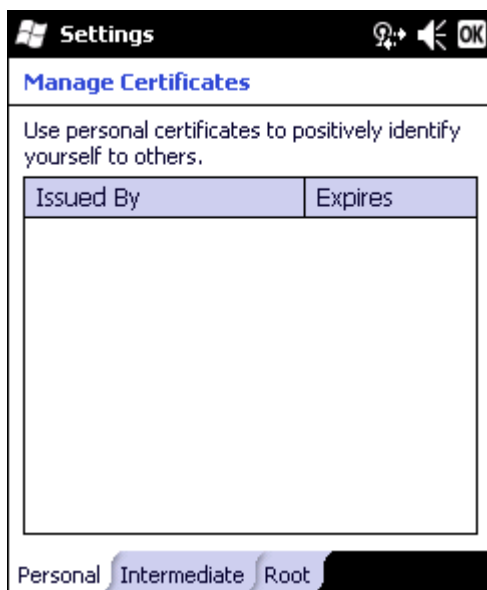 Settings
OK
Manage Certificates
Use personal certificates to positively identify
yourself to others.
Issued By Expires
Personal Intermediate Root